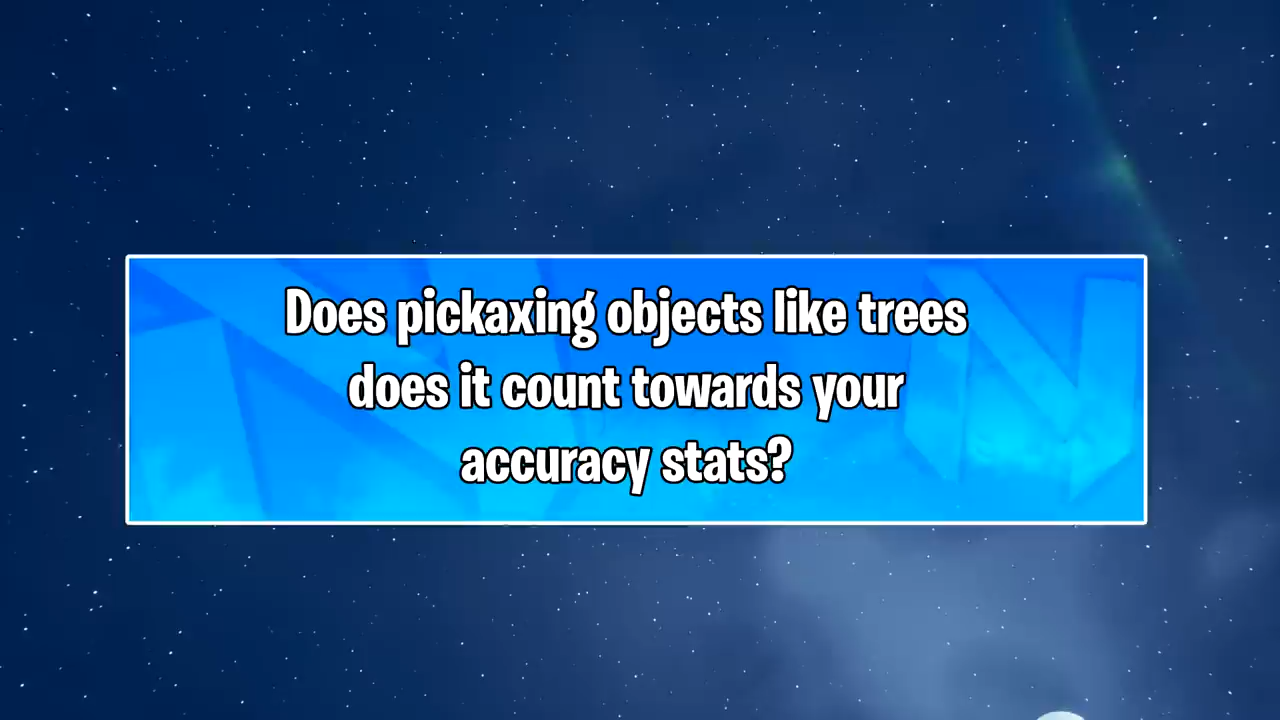 Does pickaxing objects like trees
does it count towards your
accuracy stats?